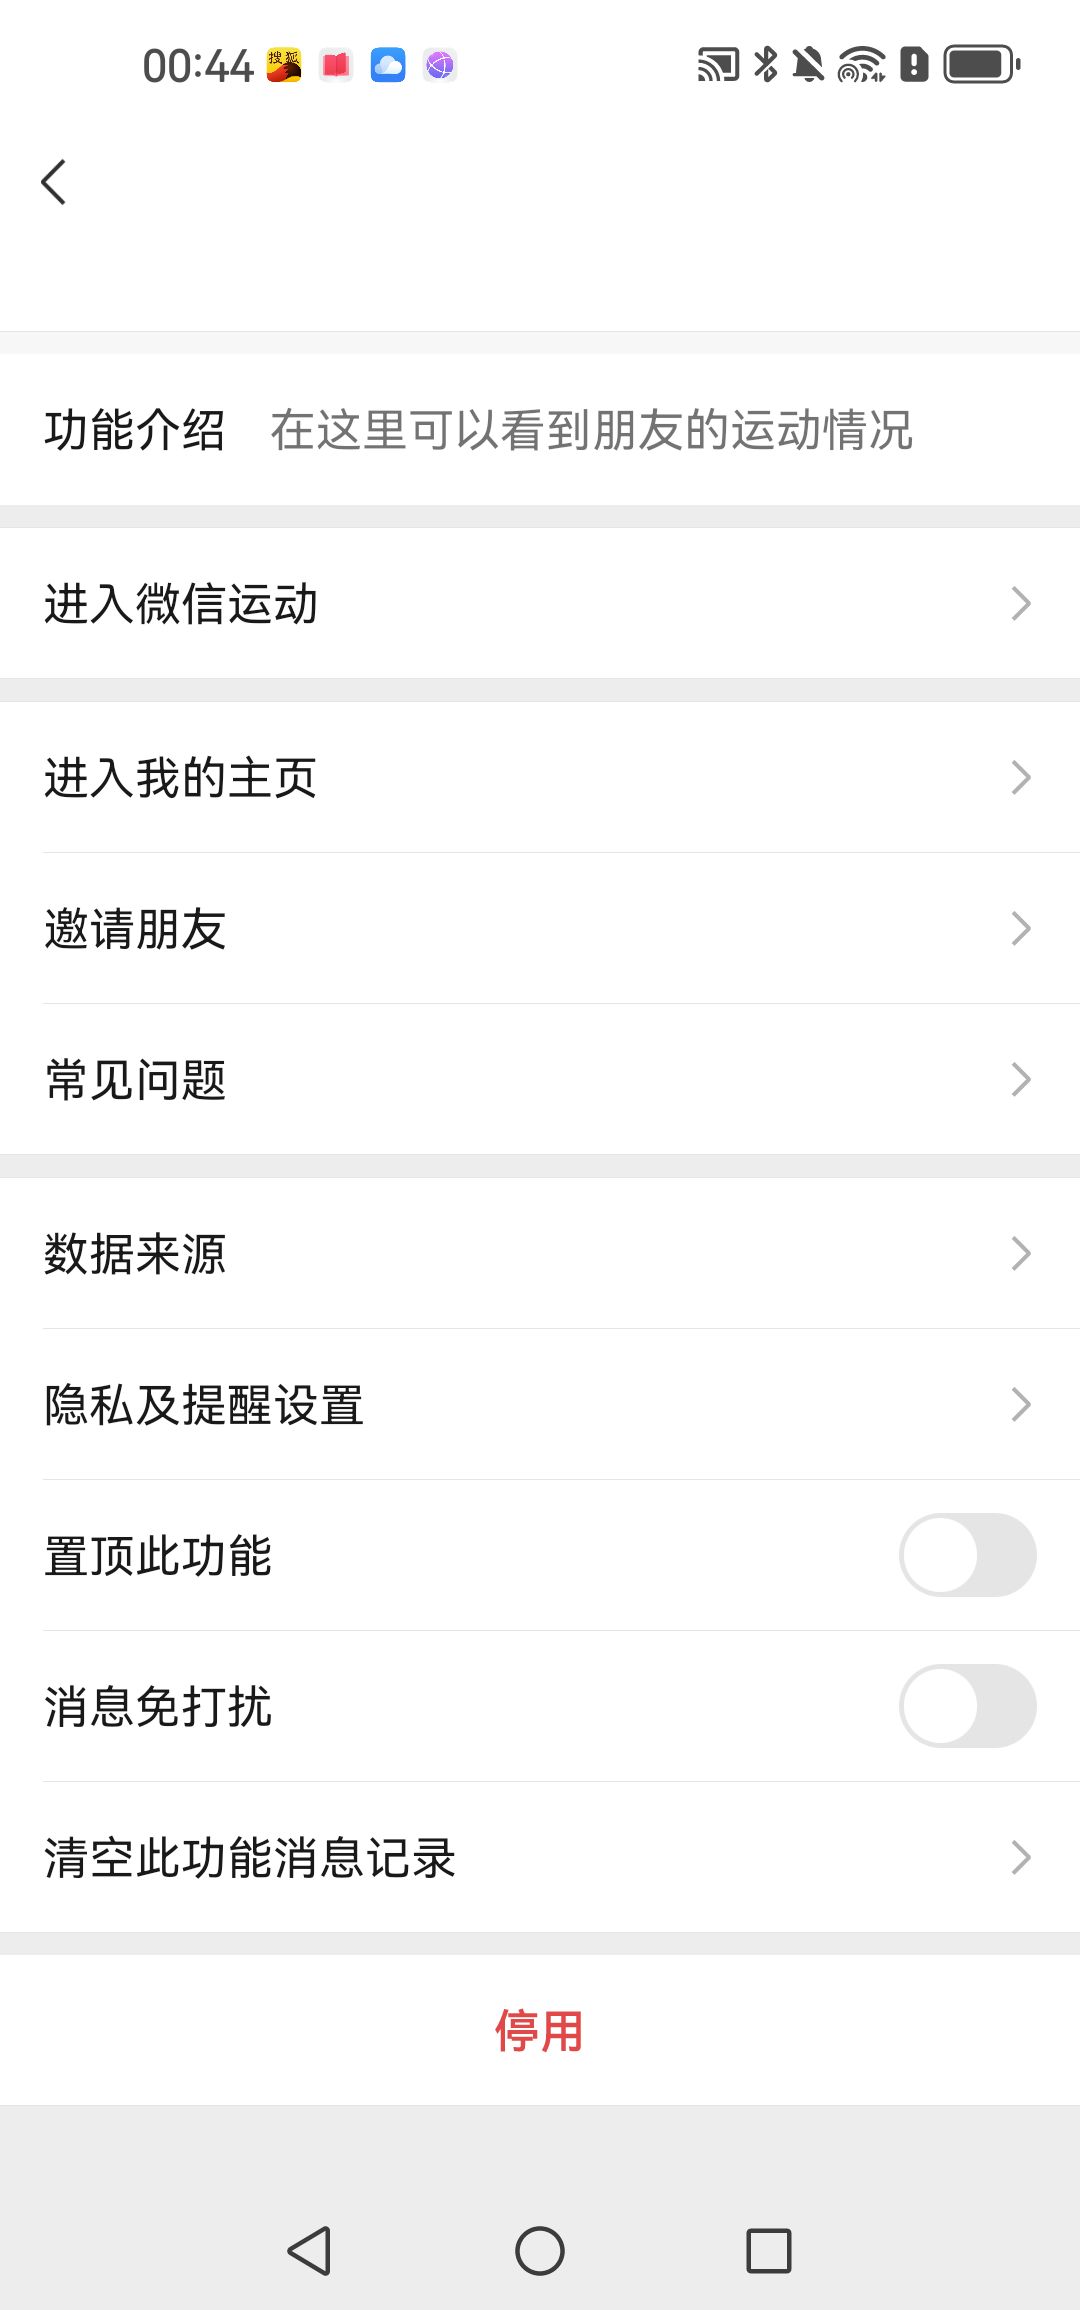 00:44 搜狐
功能介绍 在这里可以看到朋友的运动情况
进入微信运动
进入我的主页
邀请朋友
常见问题
数据来源
隐私及提醒设置
置顶此功能
消息免打扰
清空此功能消息记录
停用